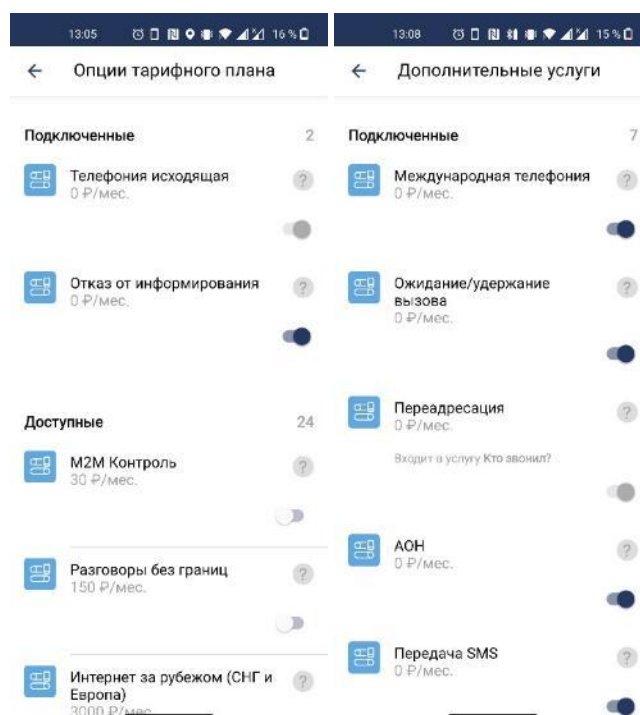 13:05
16 %
Опции тарифного плана
Подключенные 2
Телефония исходящая ?
0 ₽/мес.
Отказ от информирования ?
0 ₽/мес.
Доступные 24
М2М Контроль ?
30 ₽/мес.
Разговоры без границ ?
150 ₽/мес.
Интернет за рубежом (СНГ и ?
Европа)
3000 ₽/мес.
13:08
15 %
Дополнительные услуги
Подключенные 7
Международная телефония ?
0 ₽/мес.
Ожидание/удержание ?
вызова
0 ₽/мес.
Переадресация ?
0 ₽/мес.
Входит в услугу Кто звонил?
АОН ?
0 ₽/мес.
Передача SMS ?
0 ₽/мес.